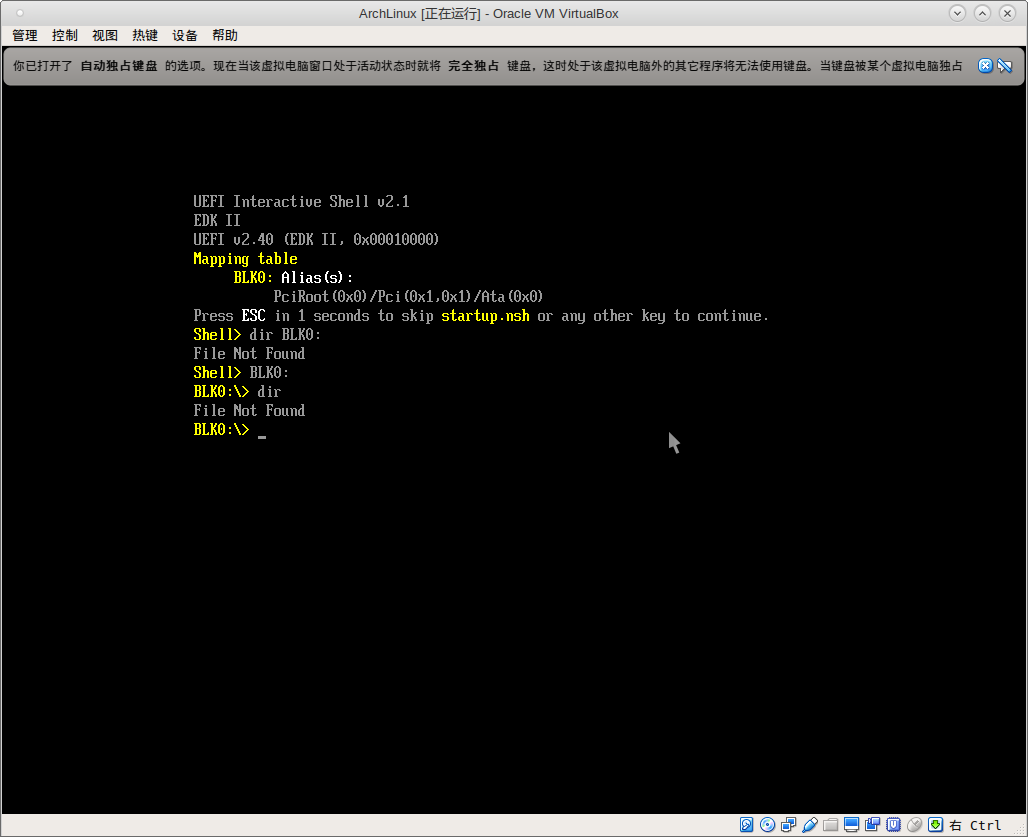 ArchLinux [正在运行] - Oracle VM VirtualBox
管理 控制 视图 热键 设备 帮助
你已打开了 自动独占键盘 的选项。现在当该虚拟电脑窗口处于活动状态时就将 完全独占 键盘，这时处于该虚拟电脑外的其它程序将无法使用键盘。当键盘被某个虚拟电脑独占
UEFI Interactive Shell v2.1
EDK II
UEFI v2.40 (EDK II, 0x00010000)
Mapping table
BLK0: Alias(s):
PciRoot(0x0)/Pci(0x1,0x1)/Ata(0x0)
Press ESC in 1 seconds to skip startup.nsh or any other key to continue.
Shell> dir BLK0:
File Not Found
Shell> BLK0:
BLK0:\> dir
File Not Found
BLK0:\> _
右 Ctrl